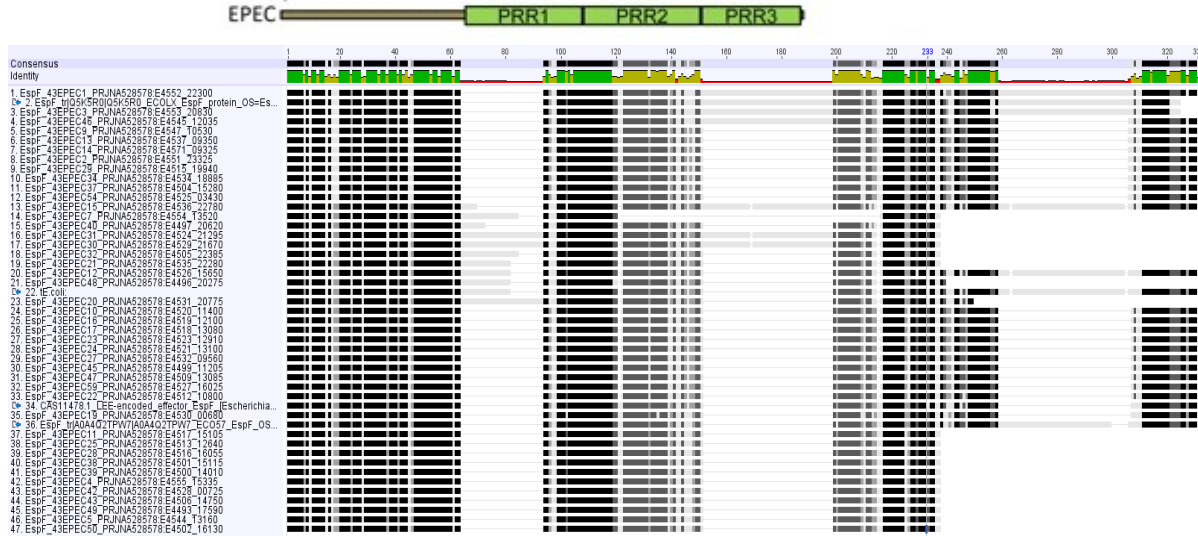 EPEC PRR1 PRR2 PRR3
1 20 40 60 80 100 120 140 160 180 200 220 233 240 260 280 300 320 33
Consensus
Identity
1. EspF_43EPEC1_PRJNA528578:E4552_22300
2. EspF_tr|Q5K5R0|Q5K5R0_ECOLX_EspF_protein_OS=Es...
3. EspF_43EPEC3_PRJNA528578:E4553_20830
4. EspF_43EPEC46_PRJNA528578:E4545_12035
5. EspF_43EPEC9_PRJNA528578:E4547_10530
6. EspF_43EPEC13_PRJNA528578:E4537_09350
7. EspF_43EPEC14_PRJNA528578:E4571_09325
8. EspF_43EPEC2_PRJNA528578:E4551_23325
9. EspF_43EPEC29_PRJNA528578:E4515_19940
10. EspF_43EPEC34_PRJNA528578:E4534_18885
11. EspF_43EPEC37_PRJNA528578:E4504_15280
12. EspF_43EPEC54_PRJNA528578:E4525_03430
13. EspF_43EPEC15_PRJNA528578:E4536_22780
14. EspF_43EPEC7_PRJNA528578:E4554_13520
15. EspF_43EPEC40_PRJNA528578:E4497_20620
16. EspF_43EPEC31_PRJNA528578:E4524_21295
17. EspF_43EPEC30_PRJNA528578:E4529_21670
18. EspF_43EPEC32_PRJNA528578:E4505_22385
19. EspF_43EPEC21_PRJNA528578:E4535_22280
20. EspF_43EPEC12_PRJNA528578:E4526_15650
21. EspF_43EPEC48_PRJNA528578:E4496_20275
22. tE.coli:
23. EspF_43EPEC20_PRJNA528578:E4531_20775
24. EspF_43EPEC10_PRJNA528578:E4520_11400
25. EspF_43EPEC16_PRJNA528578:E4519_12100
26. EspF_43EPEC17_PRJNA528578:E4518_13080
27. EspF_43EPEC23_PRJNA528578:E4523_12910
28. EspF_43EPEC24_PRJNA528578:E4521_13100
29. EspF_43EPEC27_PRJNA528578:E4532_09560
30. EspF_43EPEC45_PRJNA528578:E4499_11205
31. EspF_43EPEC47_PRJNA528578:E4509_13085
32. EspF_43EPEC59_PRJNA528578:E4527_16025
33. EspF_43EPEC22_PRJNA528578:E4512_10800
34. CAS11478.1_LEE-encoded_effector_EspF_[Escherichia...
35. EspF_43EPEC19_PRJNA528578:E4530_00680
36. EspF_tr|A0A4Q2TPW7|A0A4Q2TPW7_ECO57_EspF_OS...
37. EspF_43EPEC11_PRJNA528578:E4517_15105
38. EspF_43EPEC25_PRJNA528578:E4513_12640
39. EspF_43EPEC28_PRJNA528578:E4516_16055
40. EspF_43EPEC38_PRJNA528578:E4501_15115
41. EspF_43EPEC39_PRJNA528578:E4500_14010
42. EspF_43EPEC4_PRJNA528578:E4555_15335
43. EspF_43EPEC42_PRJNA528578:E4528_00725
44. EspF_43EPEC43_PRJNA528578:E4506_14750
45. EspF_43EPEC49_PRJNA528578:E4493_17590
46. EspF_43EPEC5_PRJNA528578:E4544_13160
47. EspF_43EPEC50_PRJNA528578:E4502_16130